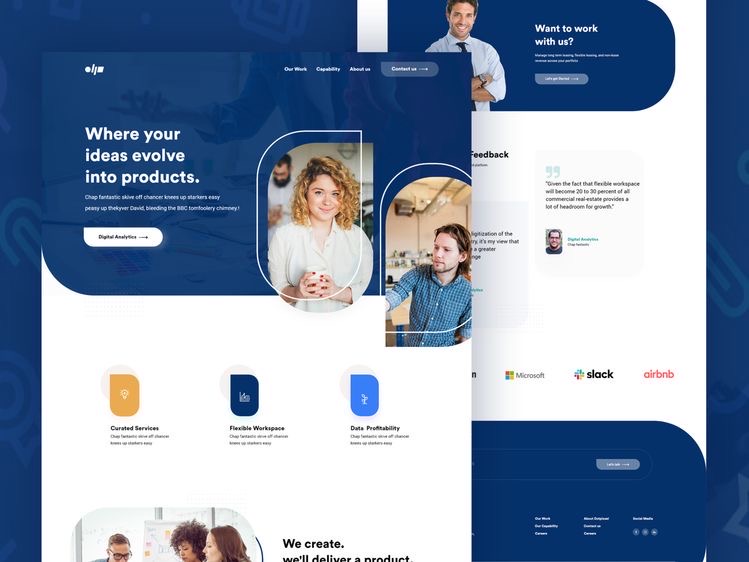 Our Work
Capability
About us
Contact us
Where your
ideas evolve
into products.
Chap fantastic skive off chancer knees up starkers easy
peasy up thekyver David, bleeding the BBC tomfoolery chimney!
Digital Analytics
Curated Services
Chap fantastic skive off chancer
knees up starkers easy
Flexible Workspace
Chap fantastic skive off chancer
knees up starkers easy
Data Profitability
Chap fantastic skive off chancer
knees up starkers easy
We create.
we'll deliver a product.
Want to work
with us?
Manage long term leasing, flexible leasing, and non-lease
revenue across your portfolio
Let's get Started
Feedback
platform
"Given the fact that flexible workspace
will become 20 to 30 percent of all
commercial real-estate provides a
lot of headroom for growth."
Digital Analytics
Chap fantastic
igitization of the
ry, it's my view that
a greater
nge
Microsoft
slack
airbnb
Let's talk
Our Work
Our Capability
Careers
Contact us
Careers
Social Media